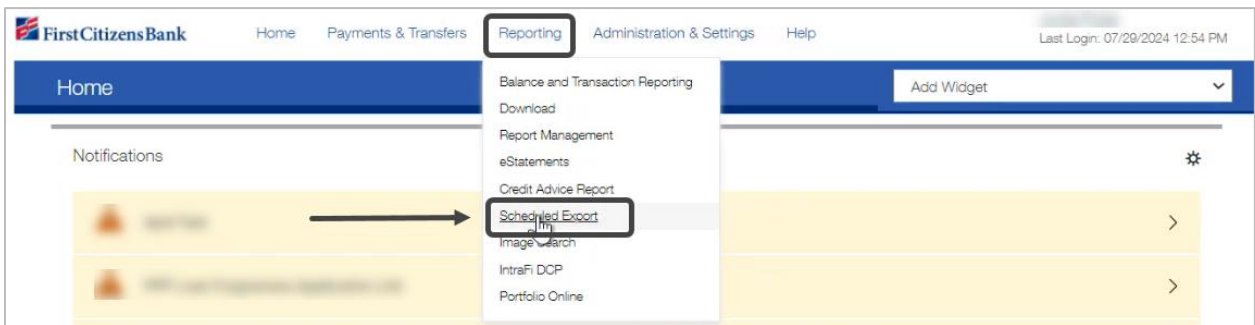 First Citizens Bank Home Payments & Transfers Reporting Administration & Settings Help
Last Login: 07/29/2024 12:54 PM
Home Add Widget
Balance and Transaction Reporting
Download
Report Management
Notifications
eStatements
Credit Advice Report
Scheduled Export
Image Search
IntraFi DCP
Portfolio Online